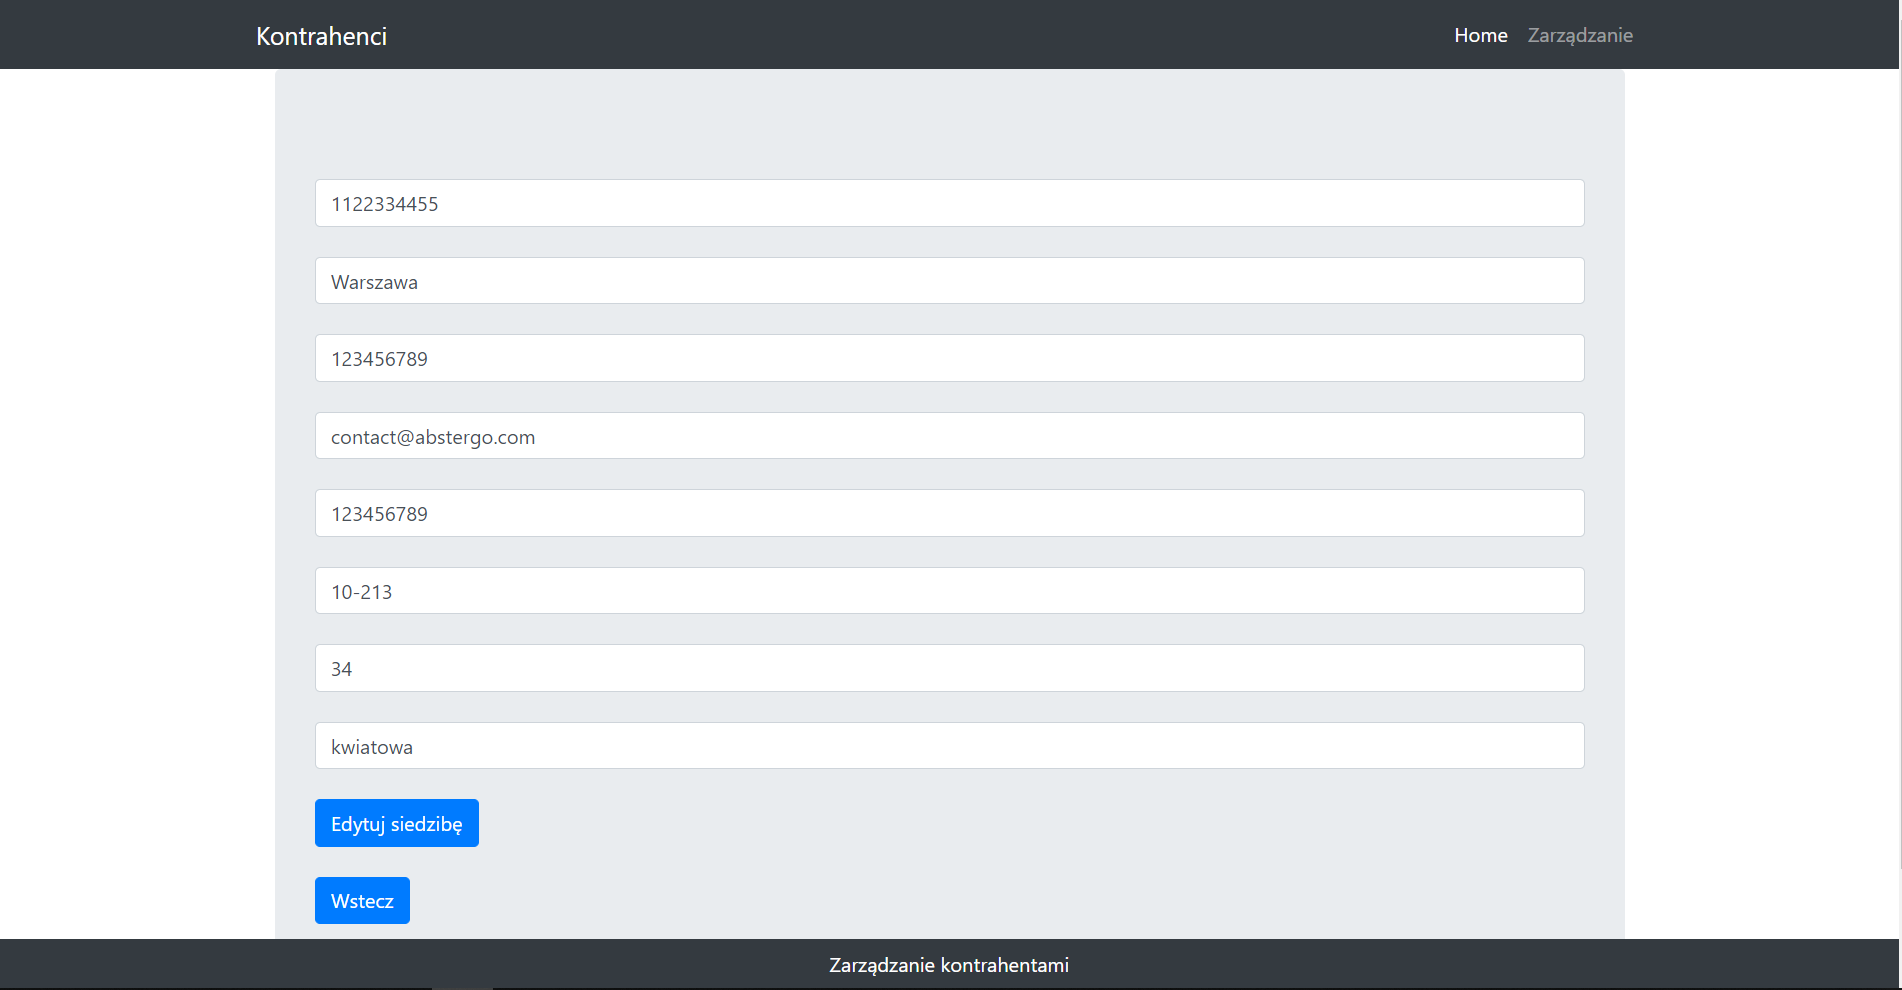 Kontrahenci
Home Zarządzanie
1122334455
Warszawa
123456789
contact@abstergo.com
123456789
10-213
34
kwiatowa
Edytuj siedzibę
Wstecz
Zarządzanie kontrahentami